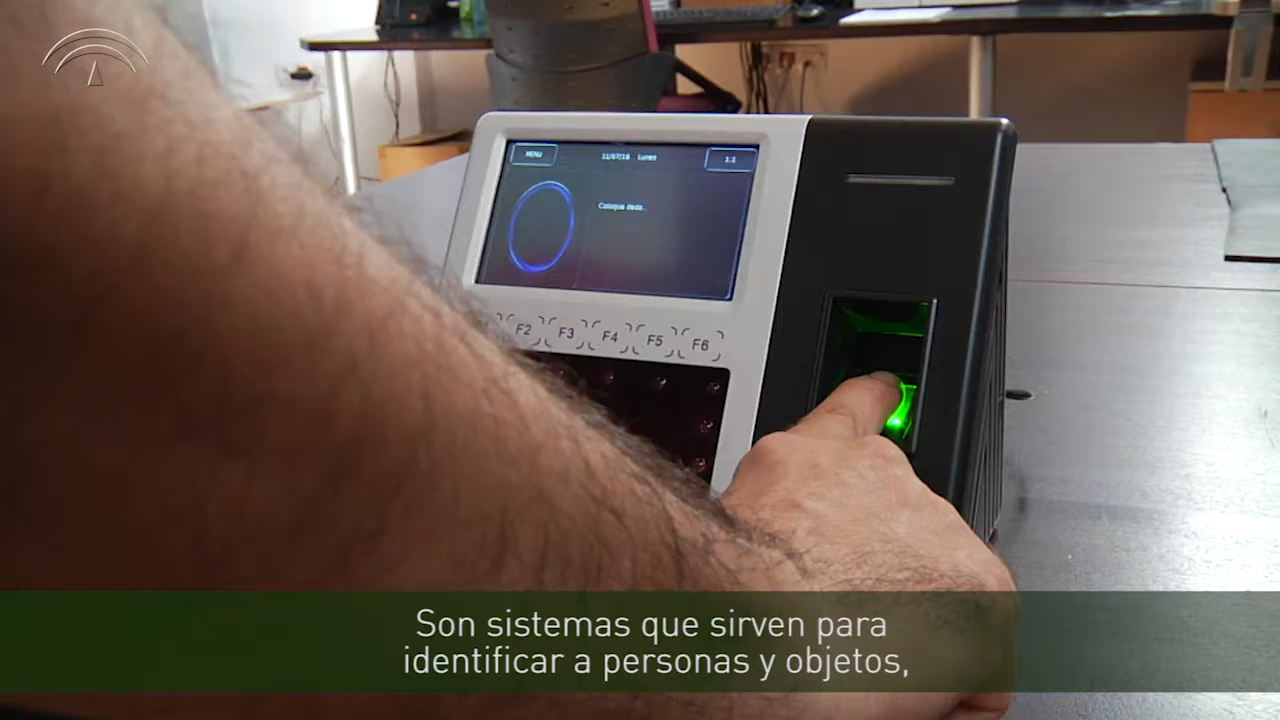 MENU
11/07/16 Lunes
1:1
Coloque dedo..
F2
F3
F4
F5
F6
Son sistemas que sirven para
identificar a personas y objetos,